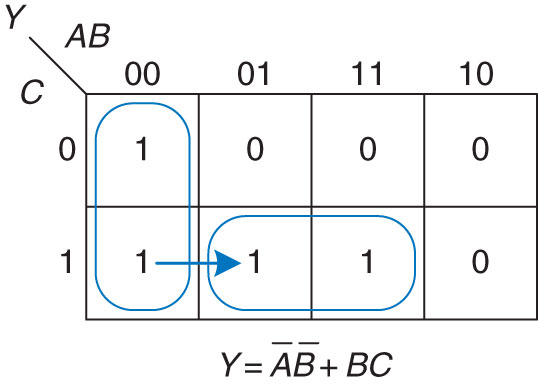 Y
AB
00 01 11 10
C
0 1 0 0 0
1 1 1 1 0
Y = A̅ B̅ + BC